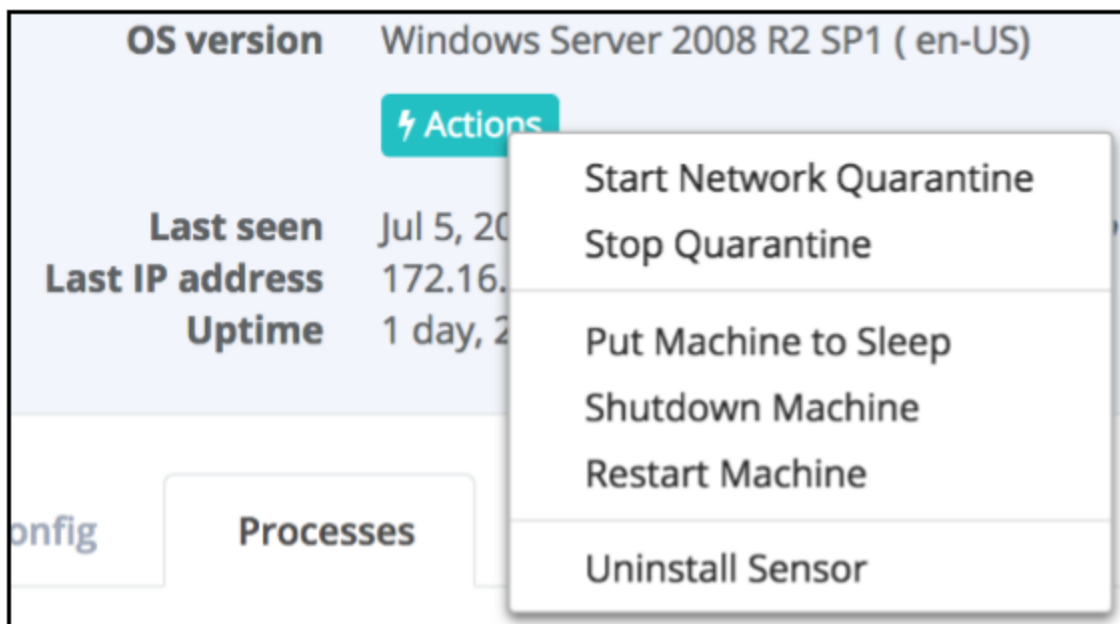 OS version Windows Server 2008 R2 SP1 ( en-US)
Actions
Start Network Quarantine
Stop Quarantine
Put Machine to Sleep
Shutdown Machine
Restart Machine
Uninstall Sensor
Last seen Jul 5, 20
Last IP address 172.16.
Uptime 1 day, 2
onfig Processes